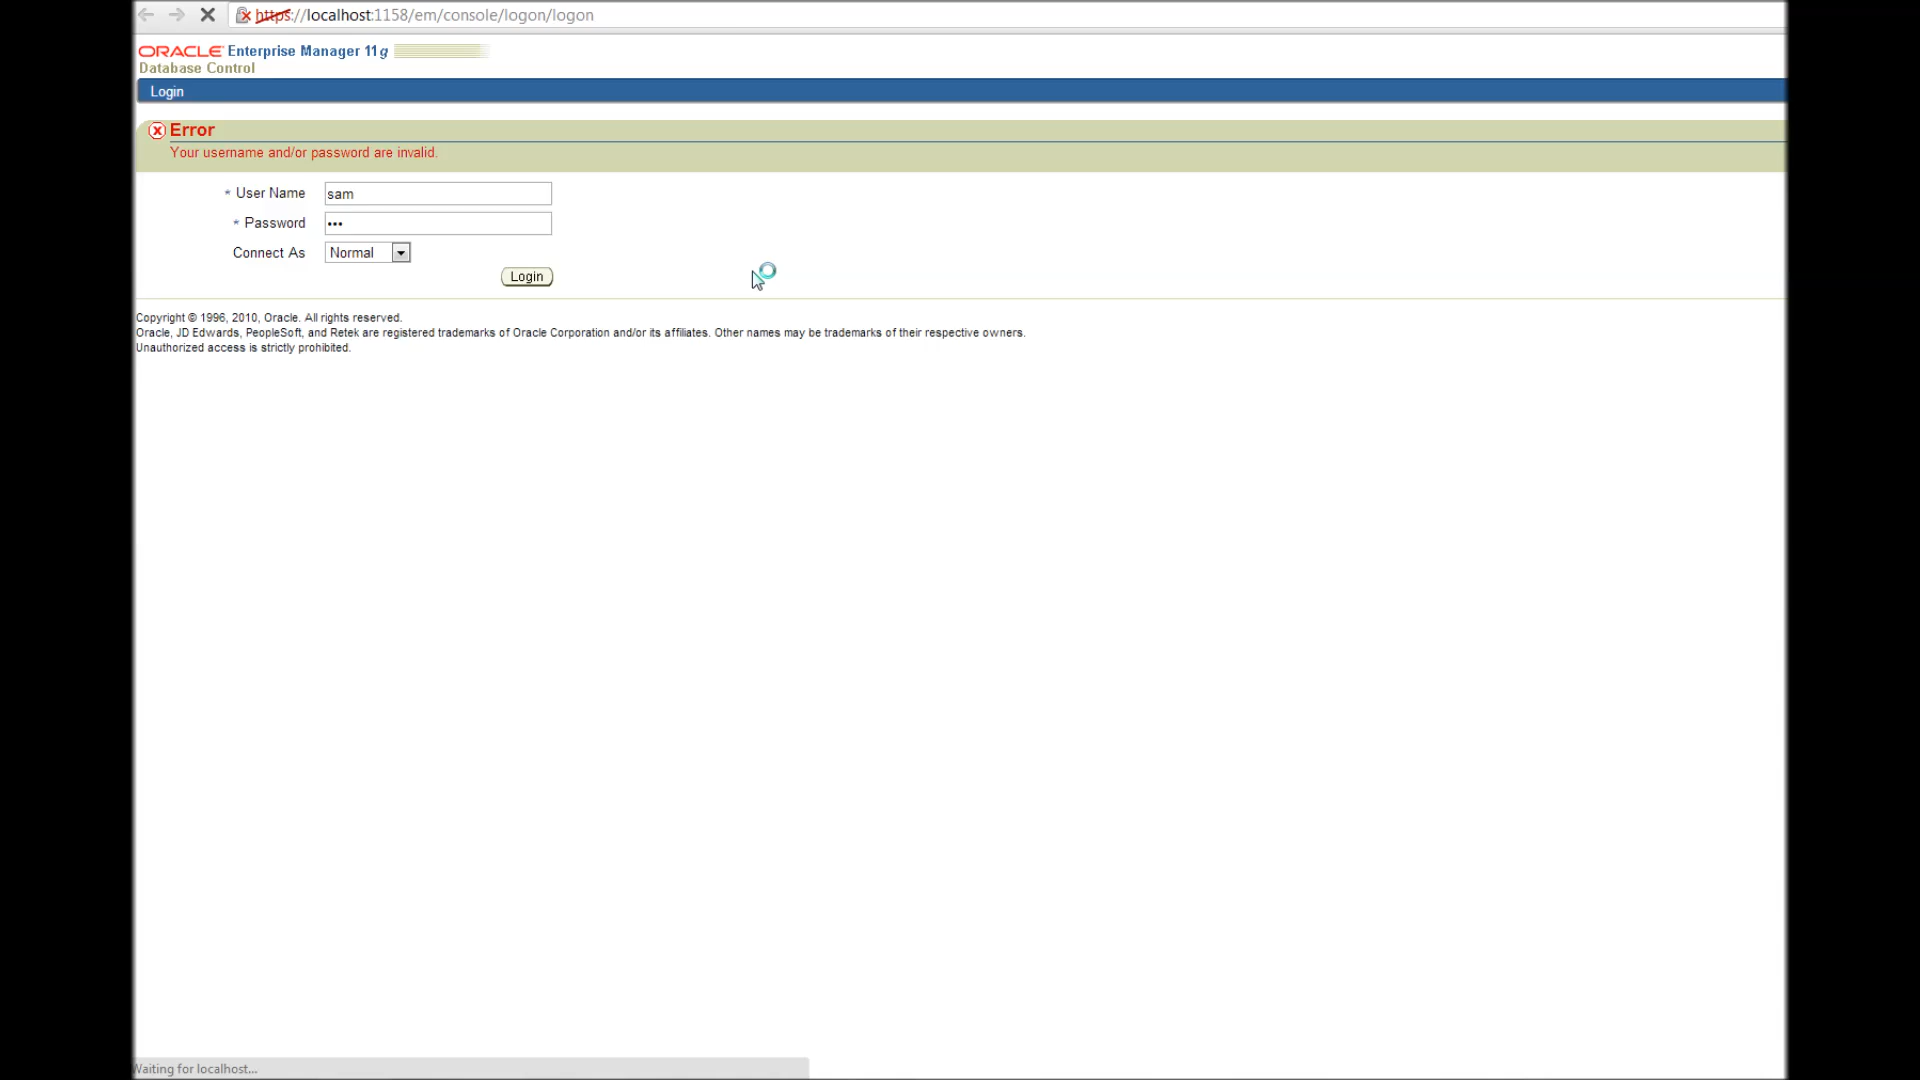 https://localhost:1158/em/console/logon/logon
ORACLE Enterprise Manager 11g
Database Control
Login
Error
Your username and/or password are invalid.
* User Name sam
* Password •••
Connect As Normal
Login
Copyright © 1996, 2010, Oracle. All rights reserved.
Oracle, JD Edwards, PeopleSoft, and Retek are registered trademarks of Oracle Corporation and/or its affiliates. Other names may be trademarks of their respective owners.
Unauthorized access is strictly prohibited.
Waiting for localhost...